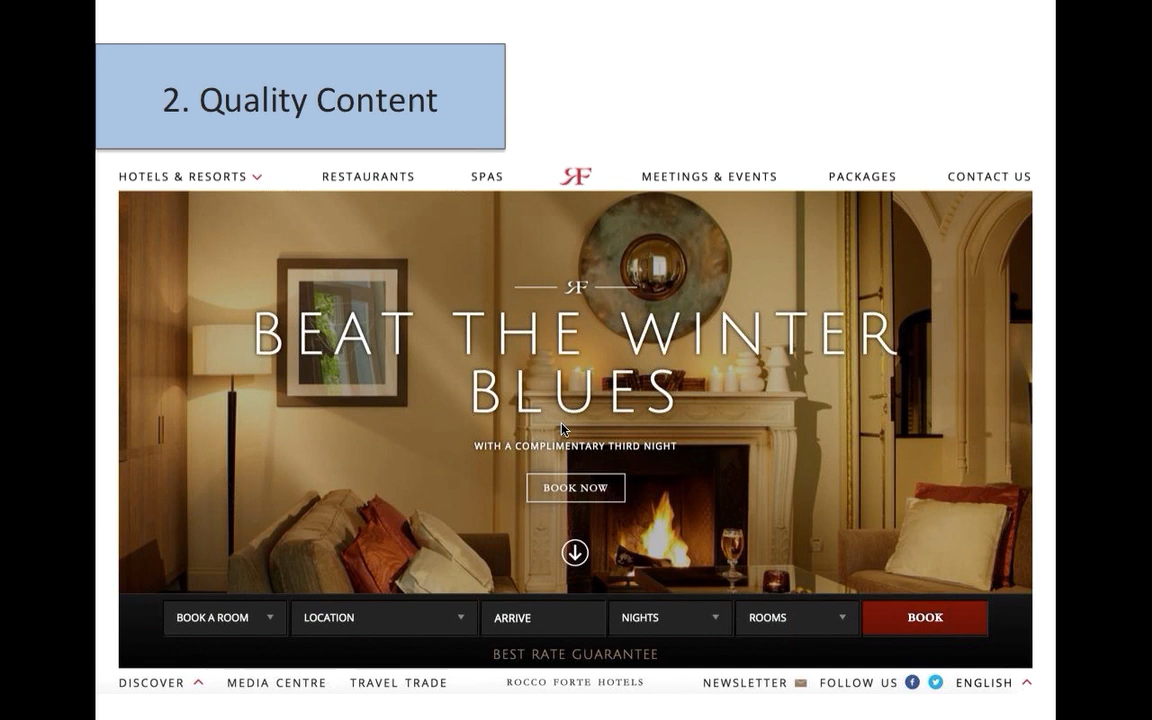 2. Quality Content
HOTELS & RESORTS RESTAURANTS SPAS RF MEETINGS & EVENTS PACKAGES CONTACT US
RF
BEAT THE WINTER
BLUES
WITH A COMPLIMENTARY THIRD NIGHT
BOOK NOW
BOOK A ROOM LOCATION ARRIVE NIGHTS ROOMS BOOK
BEST RATE GUARANTEE
DISCOVER MEDIA CENTRE TRAVEL TRADE ROCCO FORTE HOTELS NEWSLETTER FOLLOW US ENGLISH